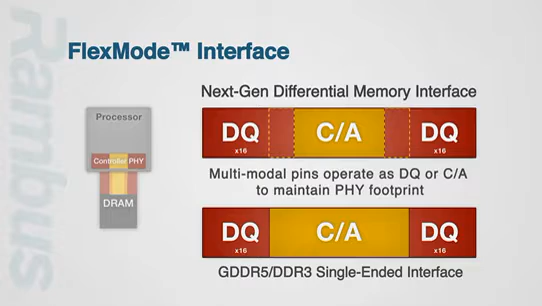 Rambus
FlexMode™ Interface
Next-Gen Differential Memory Interface
Processor
Controller PHY
DRAM
DQ
x16
C/A
DQ
x16
Multi-modal pins operate as DQ or C/A
to maintain PHY footprint
DQ
x16
C/A
DQ
x16
GDDR5/DDR3 Single-Ended Interface